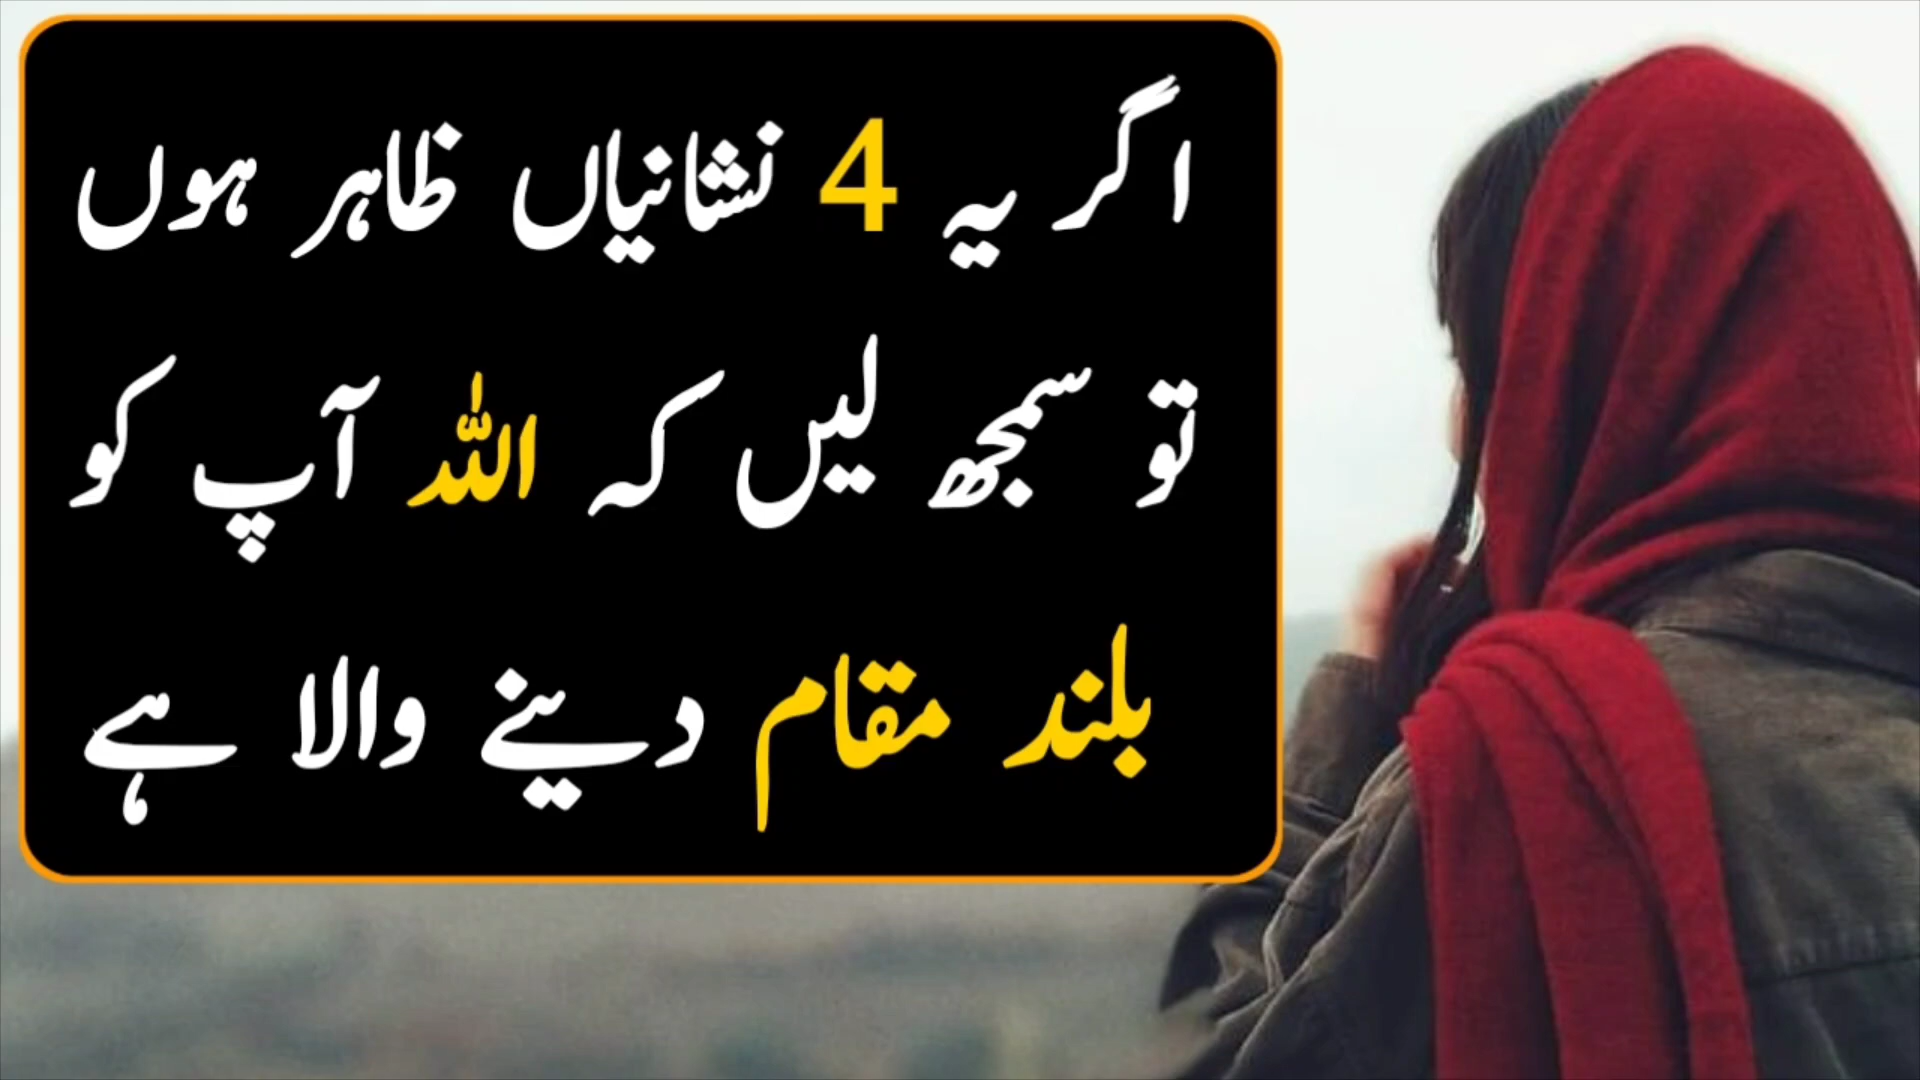 اگر یہ 4 نشانیاں ظاہر ہوں
تو سمجھ لیں کہ اللہ آپ کو
بلند مقام دینے والا ہے